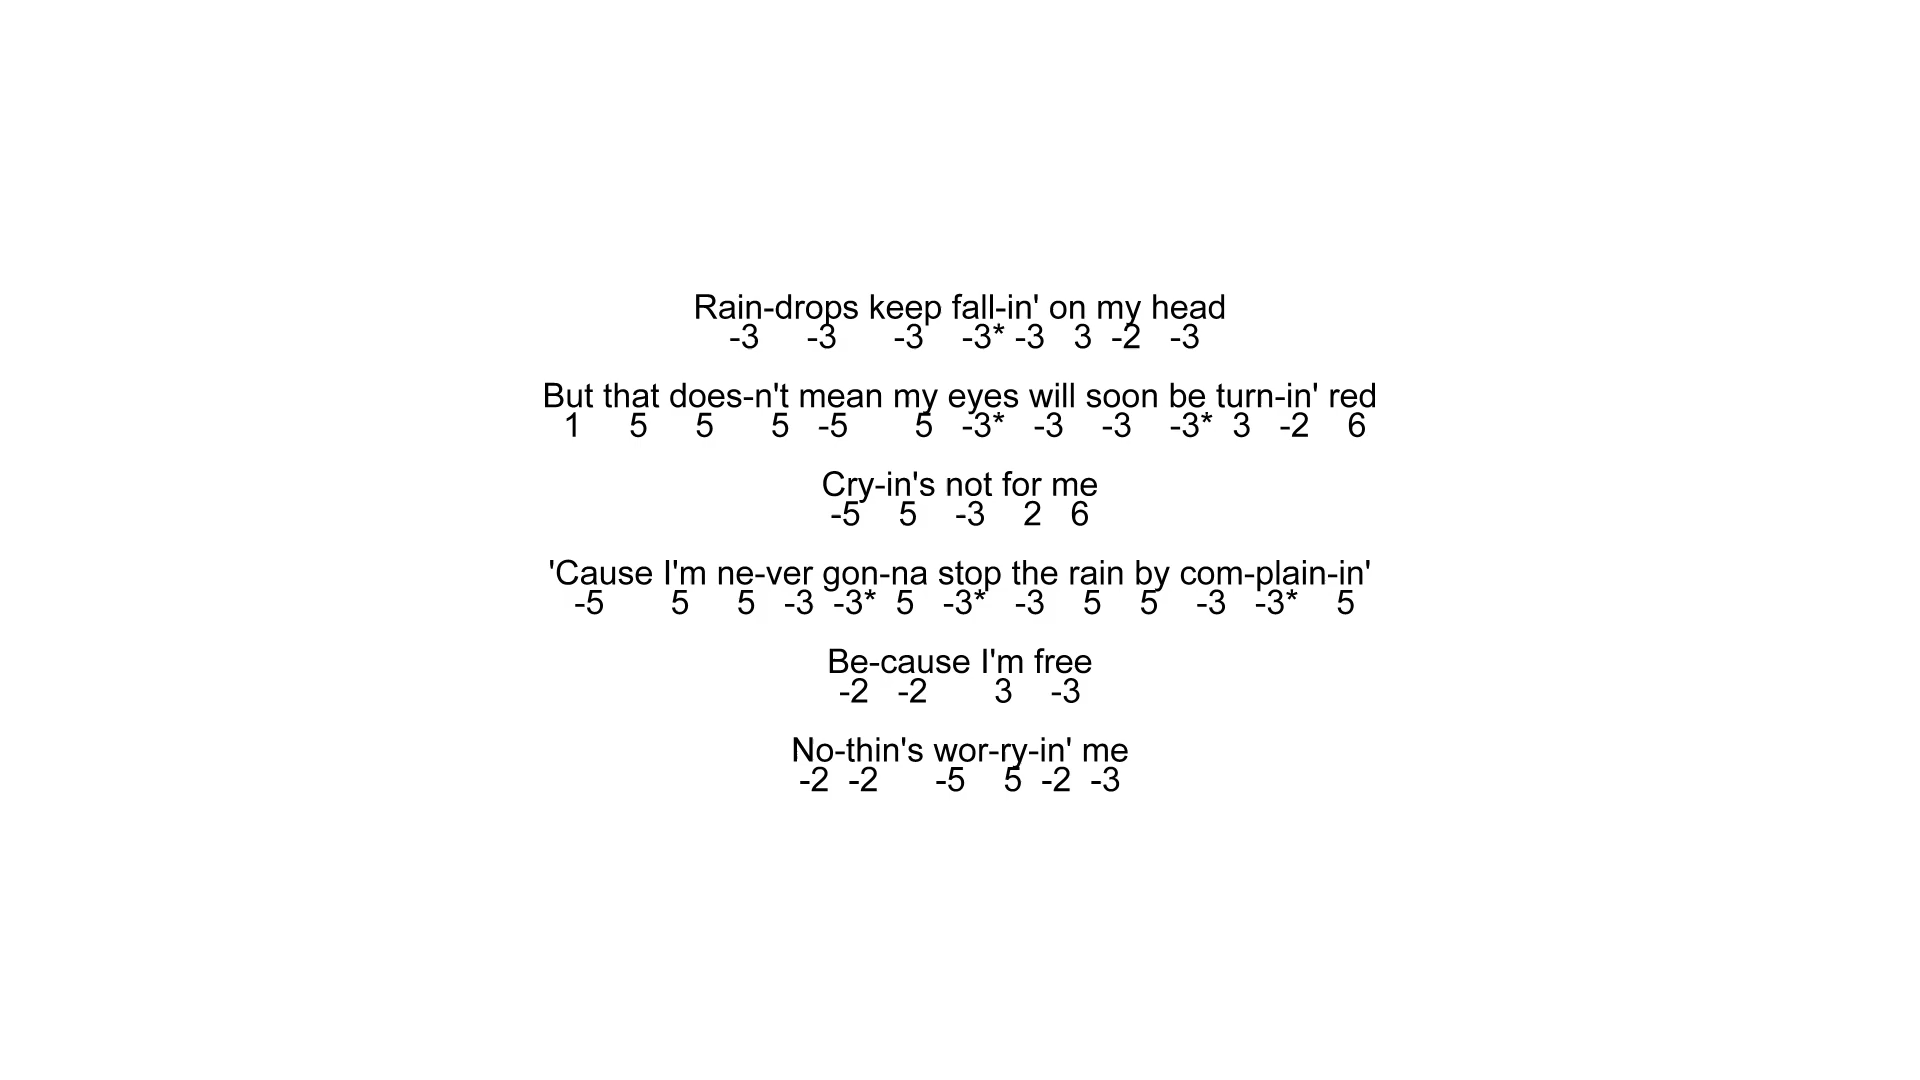 Rain-drops keep fall-in' on my head
-3 -3 -3 -3* -3 3 -2 -3
But that does-n't mean my eyes will soon be turn-in' red
1 5 5 5 -5 5 -3* -3 -3 -3* 3 -2 6
Cry-in's not for me
-5 5 -3 2 6
'Cause I'm ne-ver gon-na stop the rain by com-plain-in'
-5 5 5 -3 -3* 5 -3* -3 5 5 -3 -3* 5
Be-cause I'm free
-2 -2 3 -3
No-thin's wor-ry-in' me
-2 -2 -5 5 -2 -3